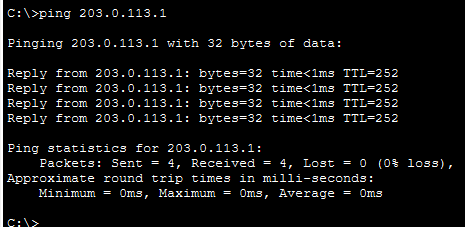 C:\>ping 203.0.113.1
Pinging 203.0.113.1 with 32 bytes of data:
Reply from 203.0.113.1: bytes=32 time<1ms TTL=252
Reply from 203.0.113.1: bytes=32 time<1ms TTL=252
Reply from 203.0.113.1: bytes=32 time<1ms TTL=252
Reply from 203.0.113.1: bytes=32 time<1ms TTL=252
Ping statistics for 203.0.113.1:
    Packets: Sent = 4, Received = 4, Lost = 0 (0% loss),
Approximate round trip times in milli-seconds:
    Minimum = 0ms, Maximum = 0ms, Average = 0ms
C:\>